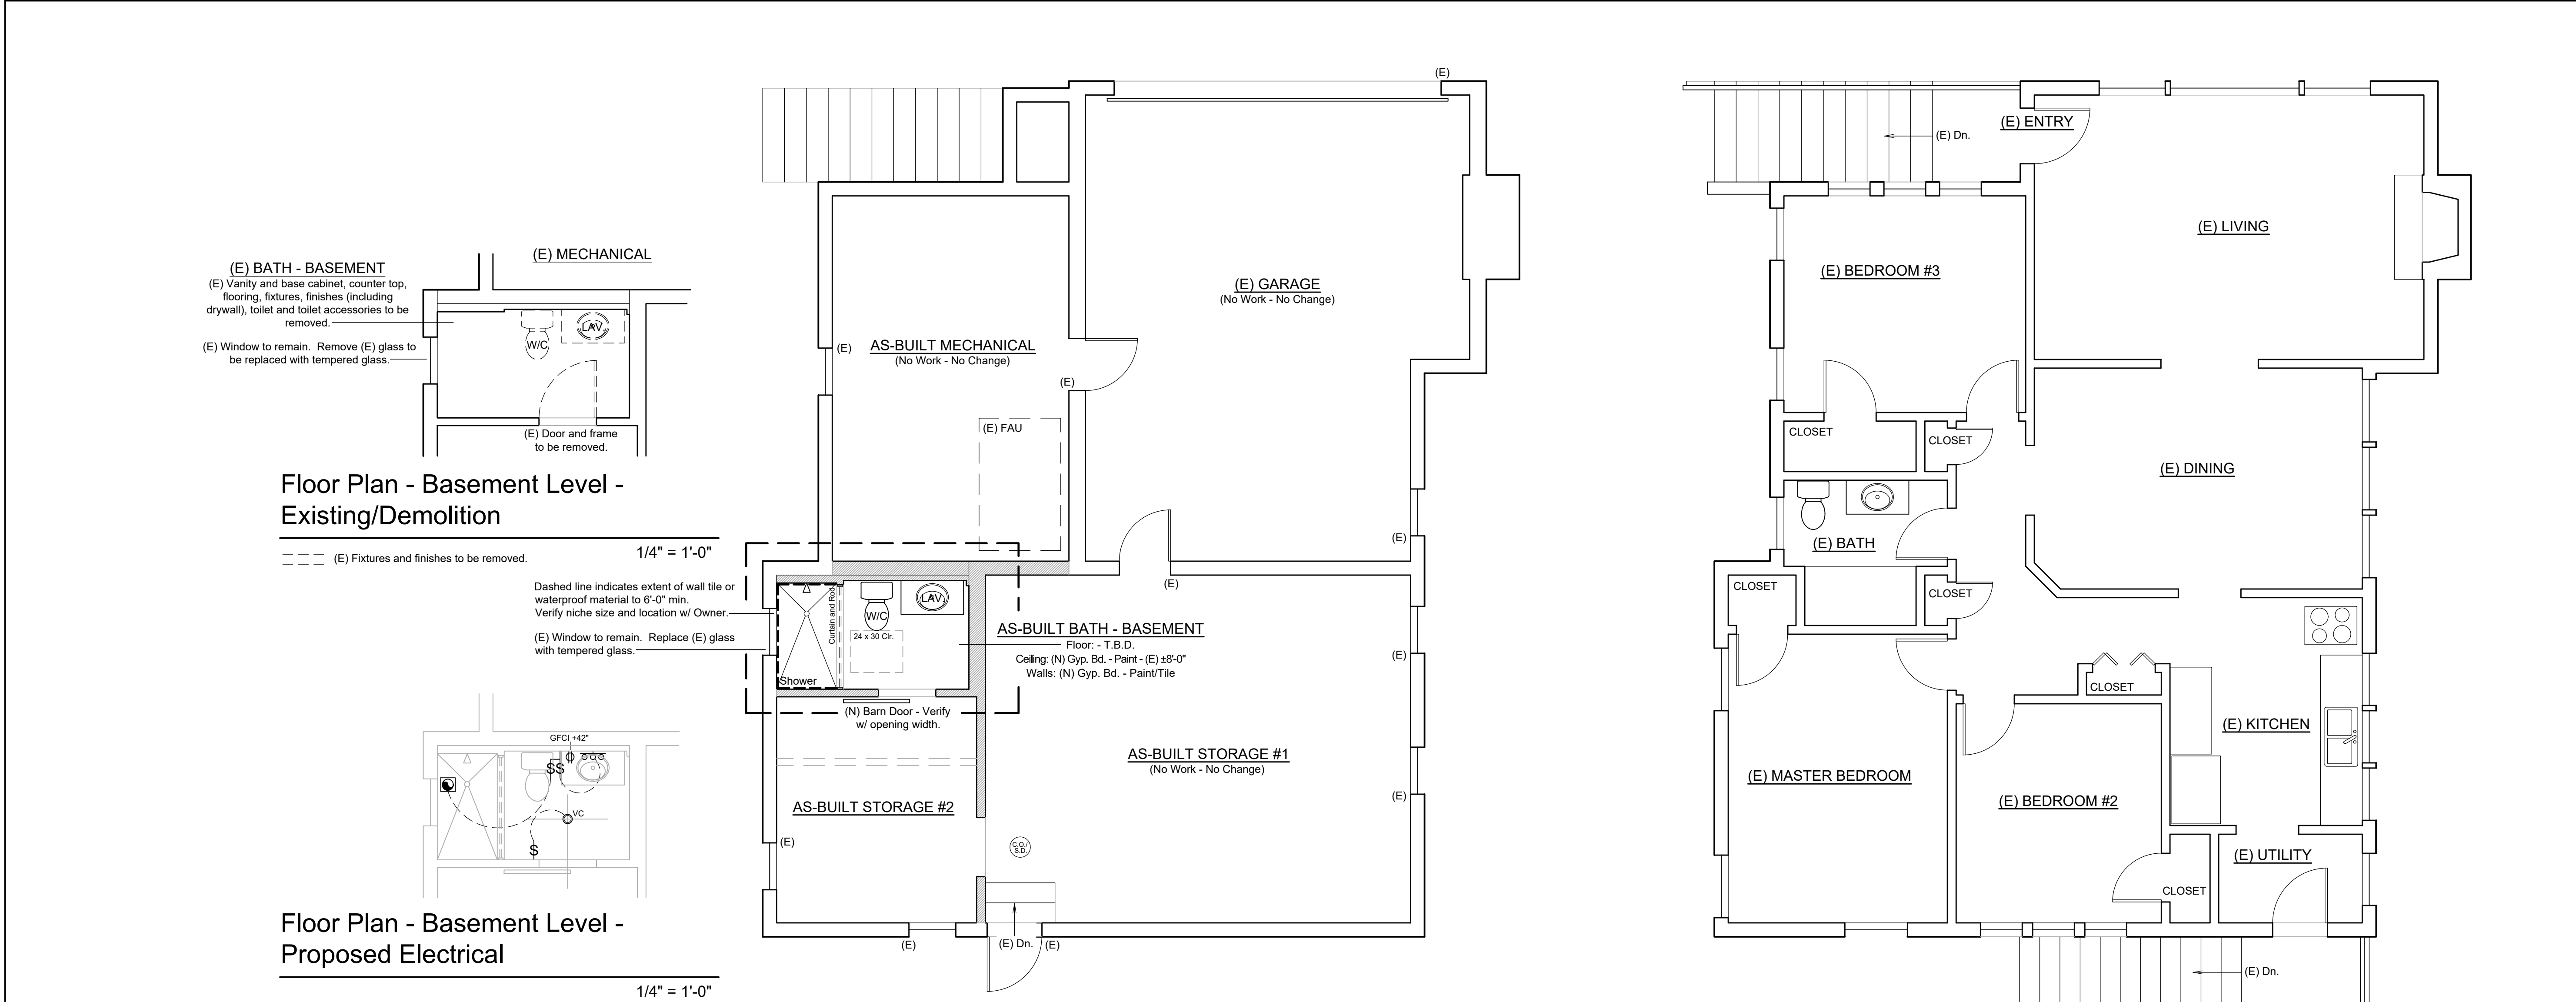 (E) MECHANICAL
(E) BATH - BASEMENT
(E) Vanity and base cabinet, counter top,
flooring, fixtures, finishes (including
drywall), toilet and toilet accessories to be
removed.
(E) Window to remain.  Remove (E) glass to
be replaced with tempered glass.
W/C
LAV.
(E) Door and frame
to be removed.
Floor Plan - Basement Level -
Existing/Demolition
1/4" = 1'-0"
(E) Fixtures and finishes to be removed.
Dashed line indicates extent of wall tile or
waterproof material to 6'-0" min.
Verify niche size and location w/ Owner.
(E) Window to remain.  Replace (E) glass
with tempered glass.
GFCI +42"
$$
VC
$
Floor Plan - Basement Level -
Proposed Electrical
1/4" = 1'-0"
(E)
(E) GARAGE
(No Work - No Change)
(E)
AS-BUILT MECHANICAL
(No Work - No Change)
(E)
(E) FAU
(E)
(E)
Curtain and Rod
W/C
LAV.
24 x 30 Clr.
Shower
AS-BUILT BATH - BASEMENT
Floor: - T.B.D.
Ceiling: (N) Gyp. Bd. - Paint - (E) ±8'-0"
Walls: (N) Gyp. Bd. - Paint/Tile
(E)
(N) Barn Door - Verify
w/ opening width.
AS-BUILT STORAGE #1
(No Work - No Change)
(E)
AS-BUILT STORAGE #2
(E)
C.O./
S.D.
(E)
(E) Dn.
(E)
(E) ENTRY
(E) Dn.
(E) LIVING
(E) BEDROOM #3
CLOSET
CLOSET
(E) DINING
(E) BATH
CLOSET
CLOSET
CLOSET
(E) KITCHEN
(E) MASTER BEDROOM
(E) BEDROOM #2
(E) UTILITY
CLOSET
(E) Dn.